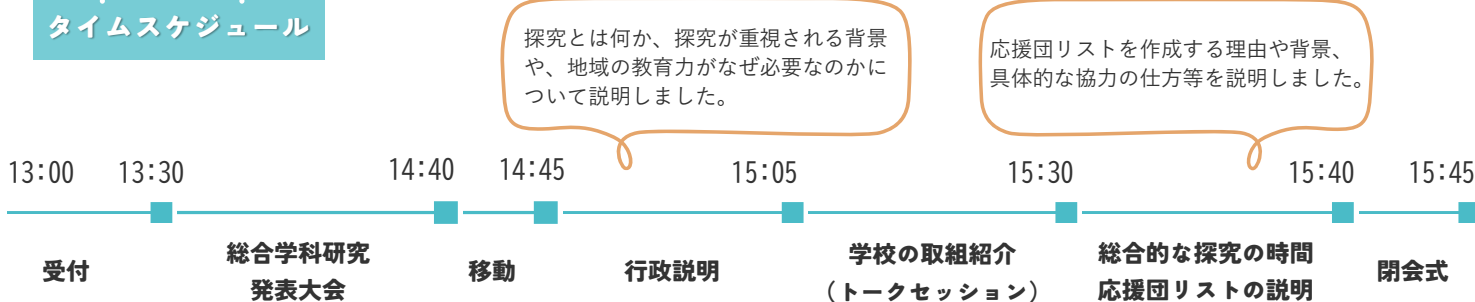 タイムスケジュール
探究とは何か、探究が重視される背景
や、地域の教育力がなぜ必要なのかに
ついて説明しました。
応援団リストを作成する理由や背景、
具体的な協力の仕方等を説明しました。
13:00 13:30 14:40 14:45 15:05 15:30 15:40 15:45
受付
総合学科研究
発表大会
移動
行政説明
学校の取組紹介
（トークセッション）
総合的な探究の時間
応援団リストの説明
閉会式